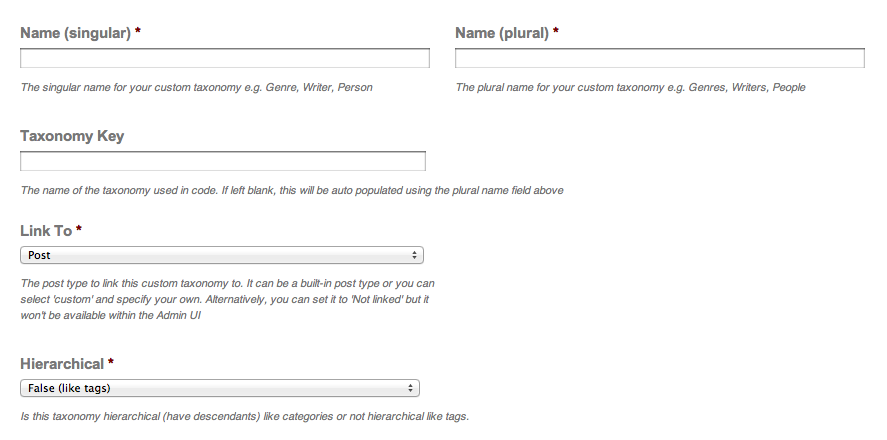 Name (singular) *
Name (plural) *
The singular name for your custom taxonomy e.g. Genre, Writer, Person
The plural name for your custom taxonomy e.g. Genres, Writers, People
Taxonomy Key
The name of the taxonomy used in code. If left blank, this will be auto populated using the plural name field above
Link To *
Post
The post type to link this custom taxonomy to. It can be a built-in post type or you can
select 'custom' and specify your own. Alternatively, you can set it to 'Not linked' but it
won't be available within the Admin UI
Hierarchical *
False (like tags)
Is this taxonomy hierarchical (have descendants) like categories or not hierarchical like tags.